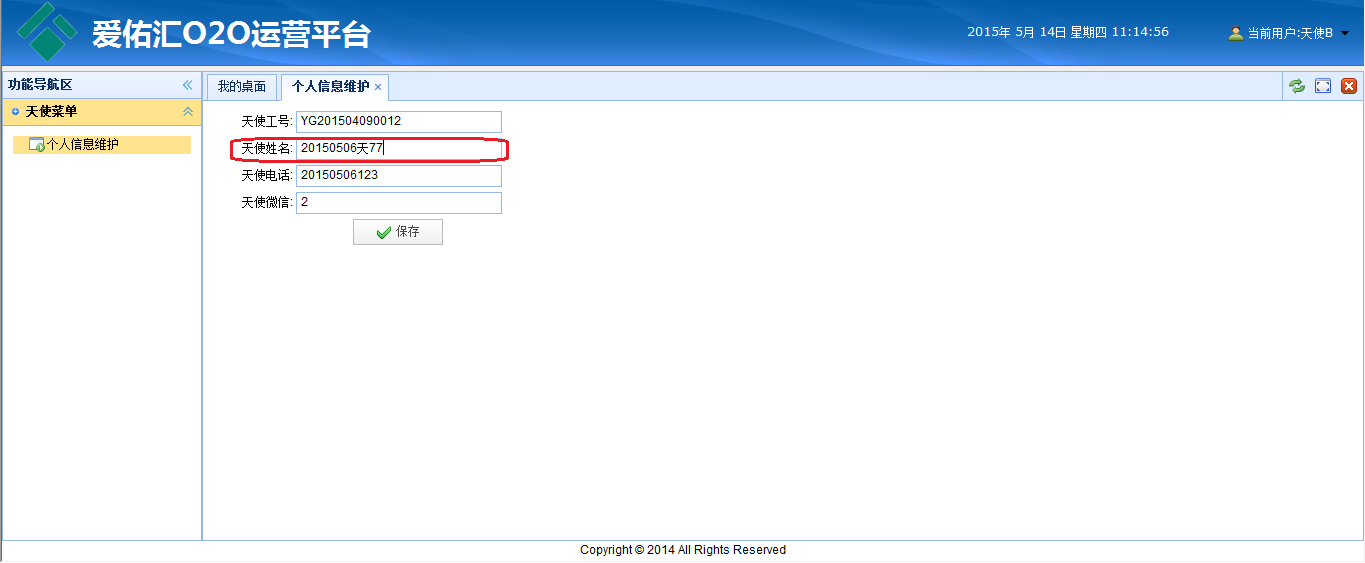 爱佑汇O2O运营平台
2015年 5月 14日 星期四 11:14:56
当前用户:天使B
功能导航区
我的桌面
个人信息维护
天使菜单
个人信息维护
天使工号: YG201504090012
天使姓名: 20150506天77
天使电话: 20150506123
天使微信: 2
保存
Copyright © 2014 All Rights Reserved